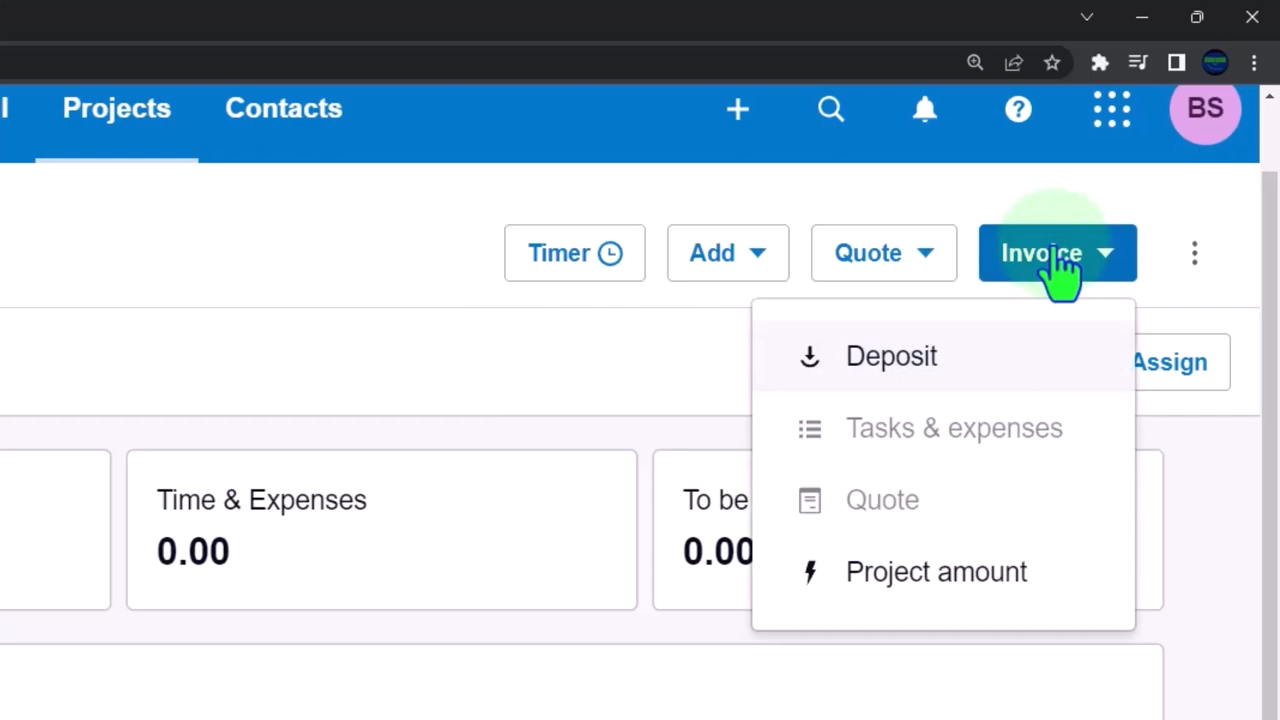 Projects Contacts BS
Timer Add Quote Invoice
Deposit
Assign
Tasks & expenses
Quote
Project amount
Time & Expenses
0.00
To be
0.00